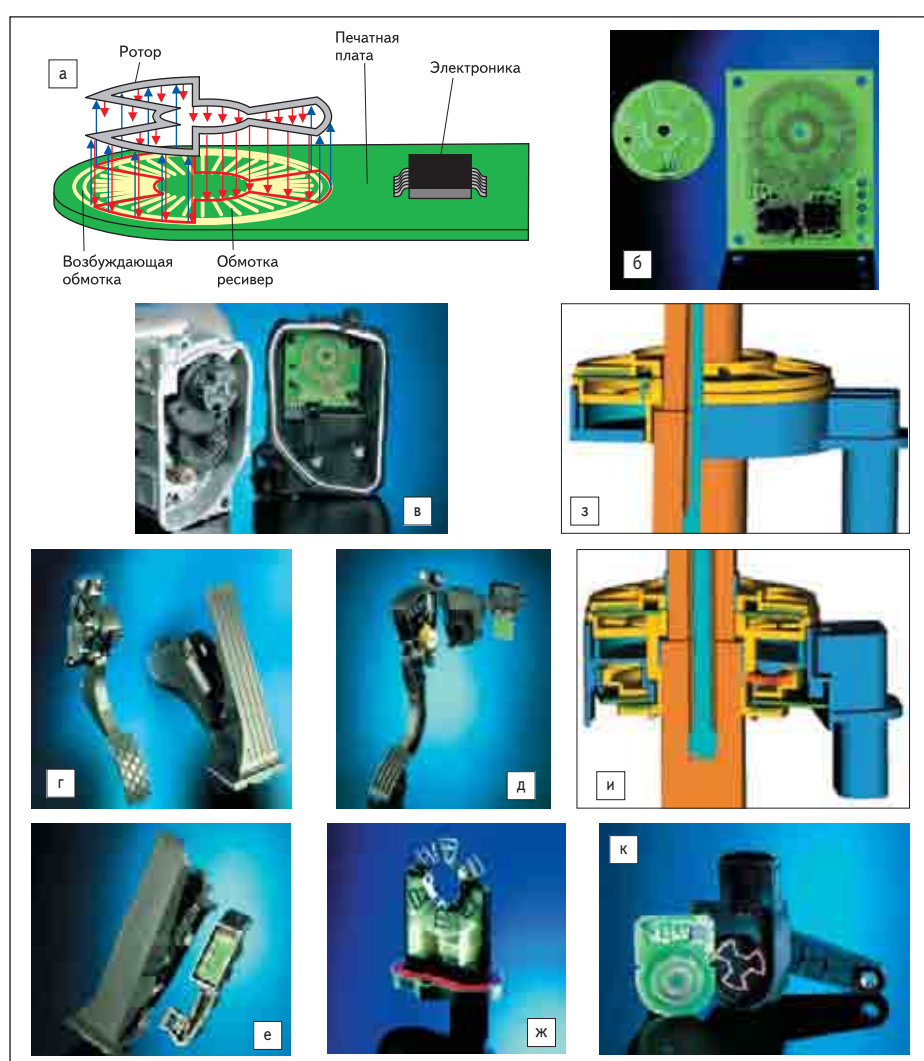 а
Ротор
Печатная
плата
Электроника
Возбуждающая
обмотка
Обмотка
ресивер
б
в
з
г
д
и
е
ж
к